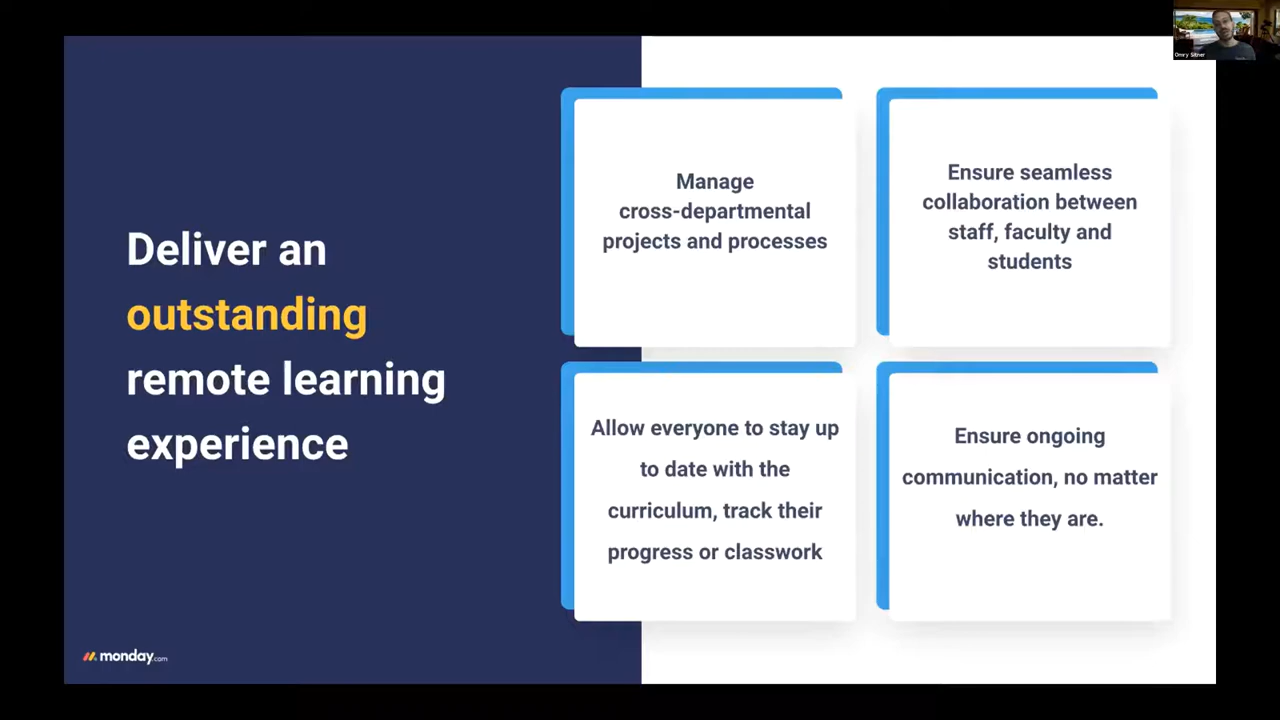 Deliver an
outstanding
remote learning
experience
Manage
cross-departmental
projects and processes
Ensure seamless
collaboration between
staff, faculty and
students
Allow everyone to stay up
to date with the
curriculum, track their
progress or classwork
Ensure ongoing
communication, no matter
where they are.
monday.com
Omry Sitner